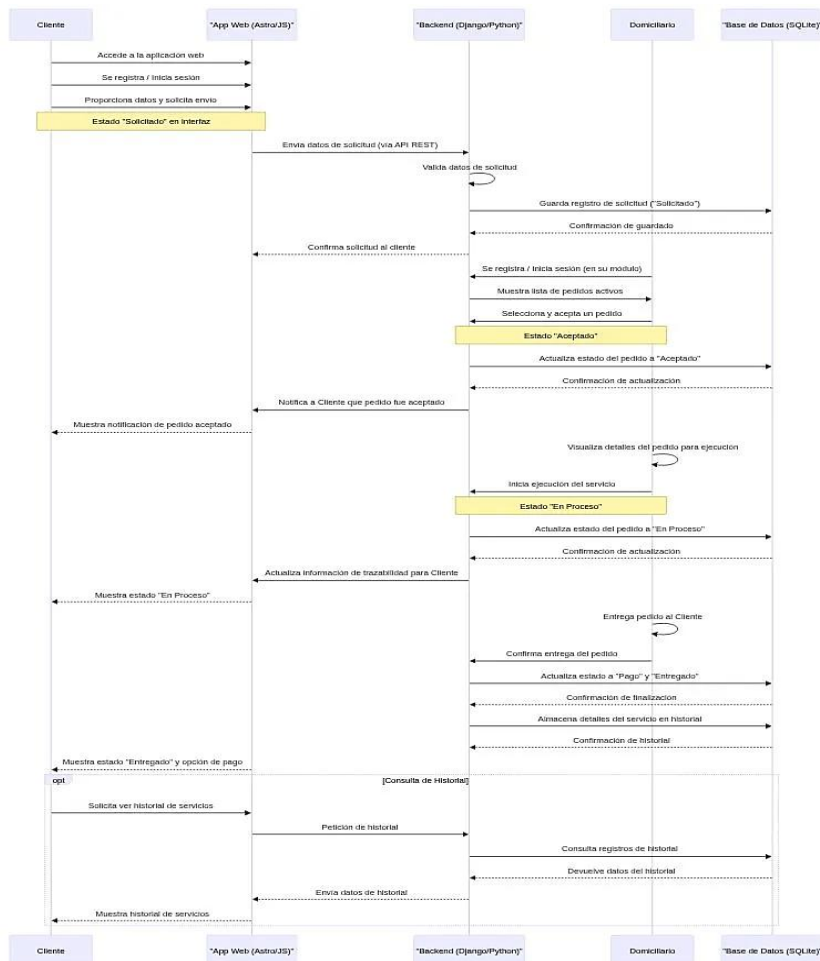 Cliente
"App Web (Astro/JS)"
"Backend (Django/Python)"
Domiciliario
"Base de Datos (SQLite)"
Accede a la aplicación web
Se registra / Inicia sesión
Proporciona datos y solicita envío
Estado "Solicitado" en interfaz
Envía datos de solicitud (vía API REST)
Valida datos de solicitud
Guarda registro de solicitud ("Solicitado")
Confirmación de guardado
Confirma solicitud al cliente
Se registra / Inicia sesión (en su módulo)
Muestra lista de pedidos activos
Selecciona y acepta un pedido
Estado "Aceptado"
Actualiza estado del pedido a "Aceptado"
Confirmación de actualización
Notifica a Cliente que pedido fue aceptado
Muestra notificación de pedido aceptado
Visualiza detalles del pedido para ejecución
Inicia ejecución del servicio
Estado "En Proceso"
Actualiza estado del pedido a "En Proceso"
Confirmación de actualización
Actualiza información de trazabilidad para Cliente
Muestra estado "En Proceso"
Entrega pedido al Cliente
Confirma entrega del pedido
Actualiza estado a "Pago" y "Entregado"
Confirmación de finalización
Almacena detalles del servicio en historial
Confirmación de historial
Muestra estado "Entregado" y opción de pago
opt
[Consulta de Historial]
Solicita ver historial de servicios
Petición de historial
Consulta registros de historial
Devuelve datos del historial
Envía datos de historial
Muestra historial de servicios
Cliente
"App Web (Astro/JS)"
"Backend (Django/Python)"
Domiciliario
"Base de Datos (SQLite)"